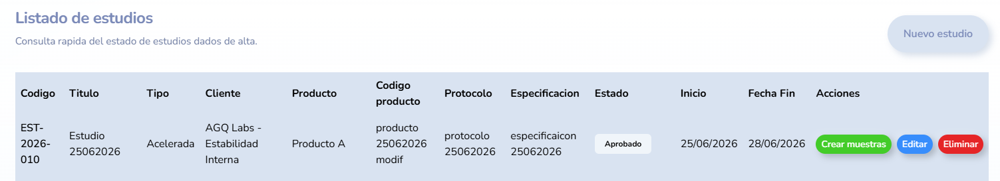 Listado de estudios
Consulta rapida del estado de estudios dados de alta.
Nuevo estudio
Codigo Titulo Tipo Cliente Producto Codigo producto Protocolo Especificacion Estado Inicio Fecha Fin Acciones
EST-2026-010 Estudio 25062026 Acelerada AGQ Labs - Estabilidad Interna Producto A producto 25062026 modif protocolo 25062026 especificaicon 25062026 Aprobado 25/06/2026 28/06/2026 Crear muestras Editar Eliminar